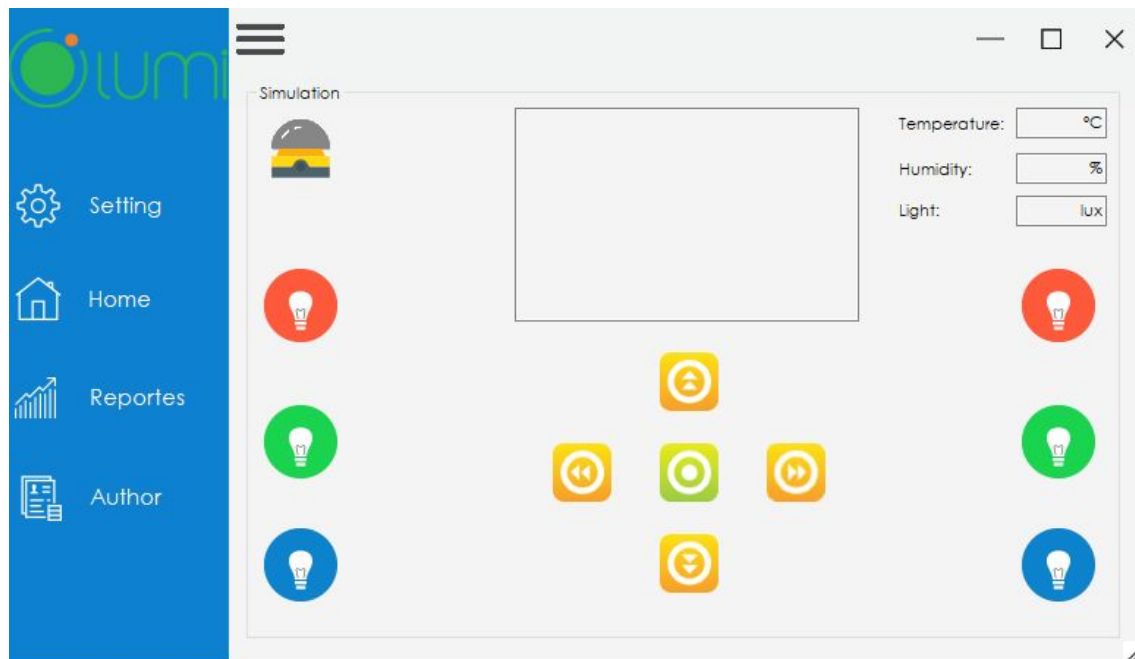 lumi
Simulation
Temperature: °C
Humidity: %
Light: lux
Setting
Home
Reportes
Author